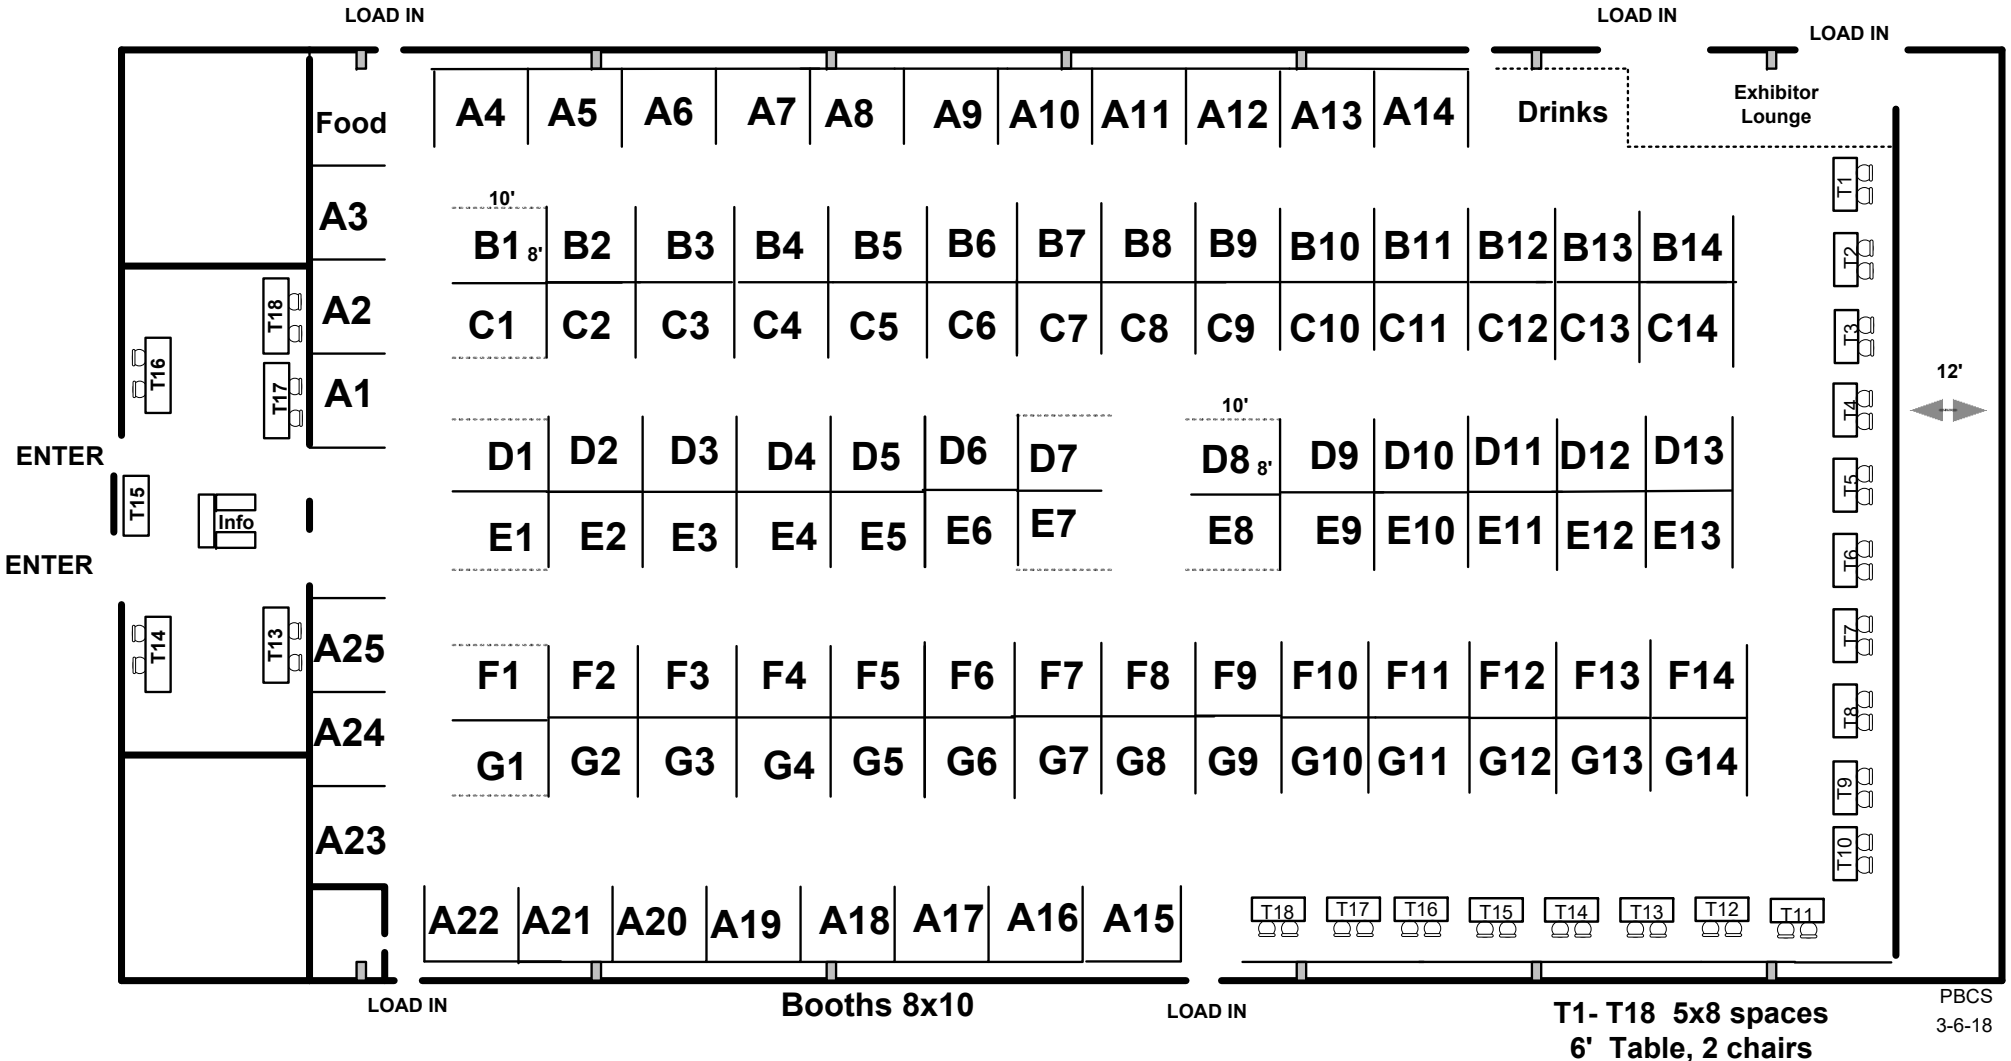 LOAD IN
LOAD IN
LOAD IN
Food
A4 A5 A6 A7 A8 A9 A10 A11 A12 A13 A14
Drinks
Exhibitor
Lounge
T1
A3
10'
B1 8' B2 B3 B4 B5 B6 B7 B8 B9 B10 B11 B12 B13 B14
T2
T18
A2
C1 C2 C3 C4 C5 C6 C7 C8 C9 C10 C11 C12 C13 C14
T3
T16
T17
A1
T4
12'
10'
ENTER
D1 D2 D3 D4 D5 D6 D7 D8 8' D9 D10 D11 D12 D13
T5
T15
Info
E1 E2 E3 E4 E5 E6 E7 E8 E9 E10 E11 E12 E13
T6
ENTER
T14
T13
A25
T7
F1 F2 F3 F4 F5 F6 F7 F8 F9 F10 F11 F12 F13 F14
T8
A24
G1 G2 G3 G4 G5 G6 G7 G8 G9 G10 G11 G12 G13 G14
T9
A23
T10
A22 A21 A20 A19 A18 A17 A16 A15
T18 T17 T16 T15 T14 T13 T12 T11
LOAD IN
Booths 8x10
LOAD IN
T1- T18 5x8 spaces
6' Table, 2 chairs
PBCS
3-6-18